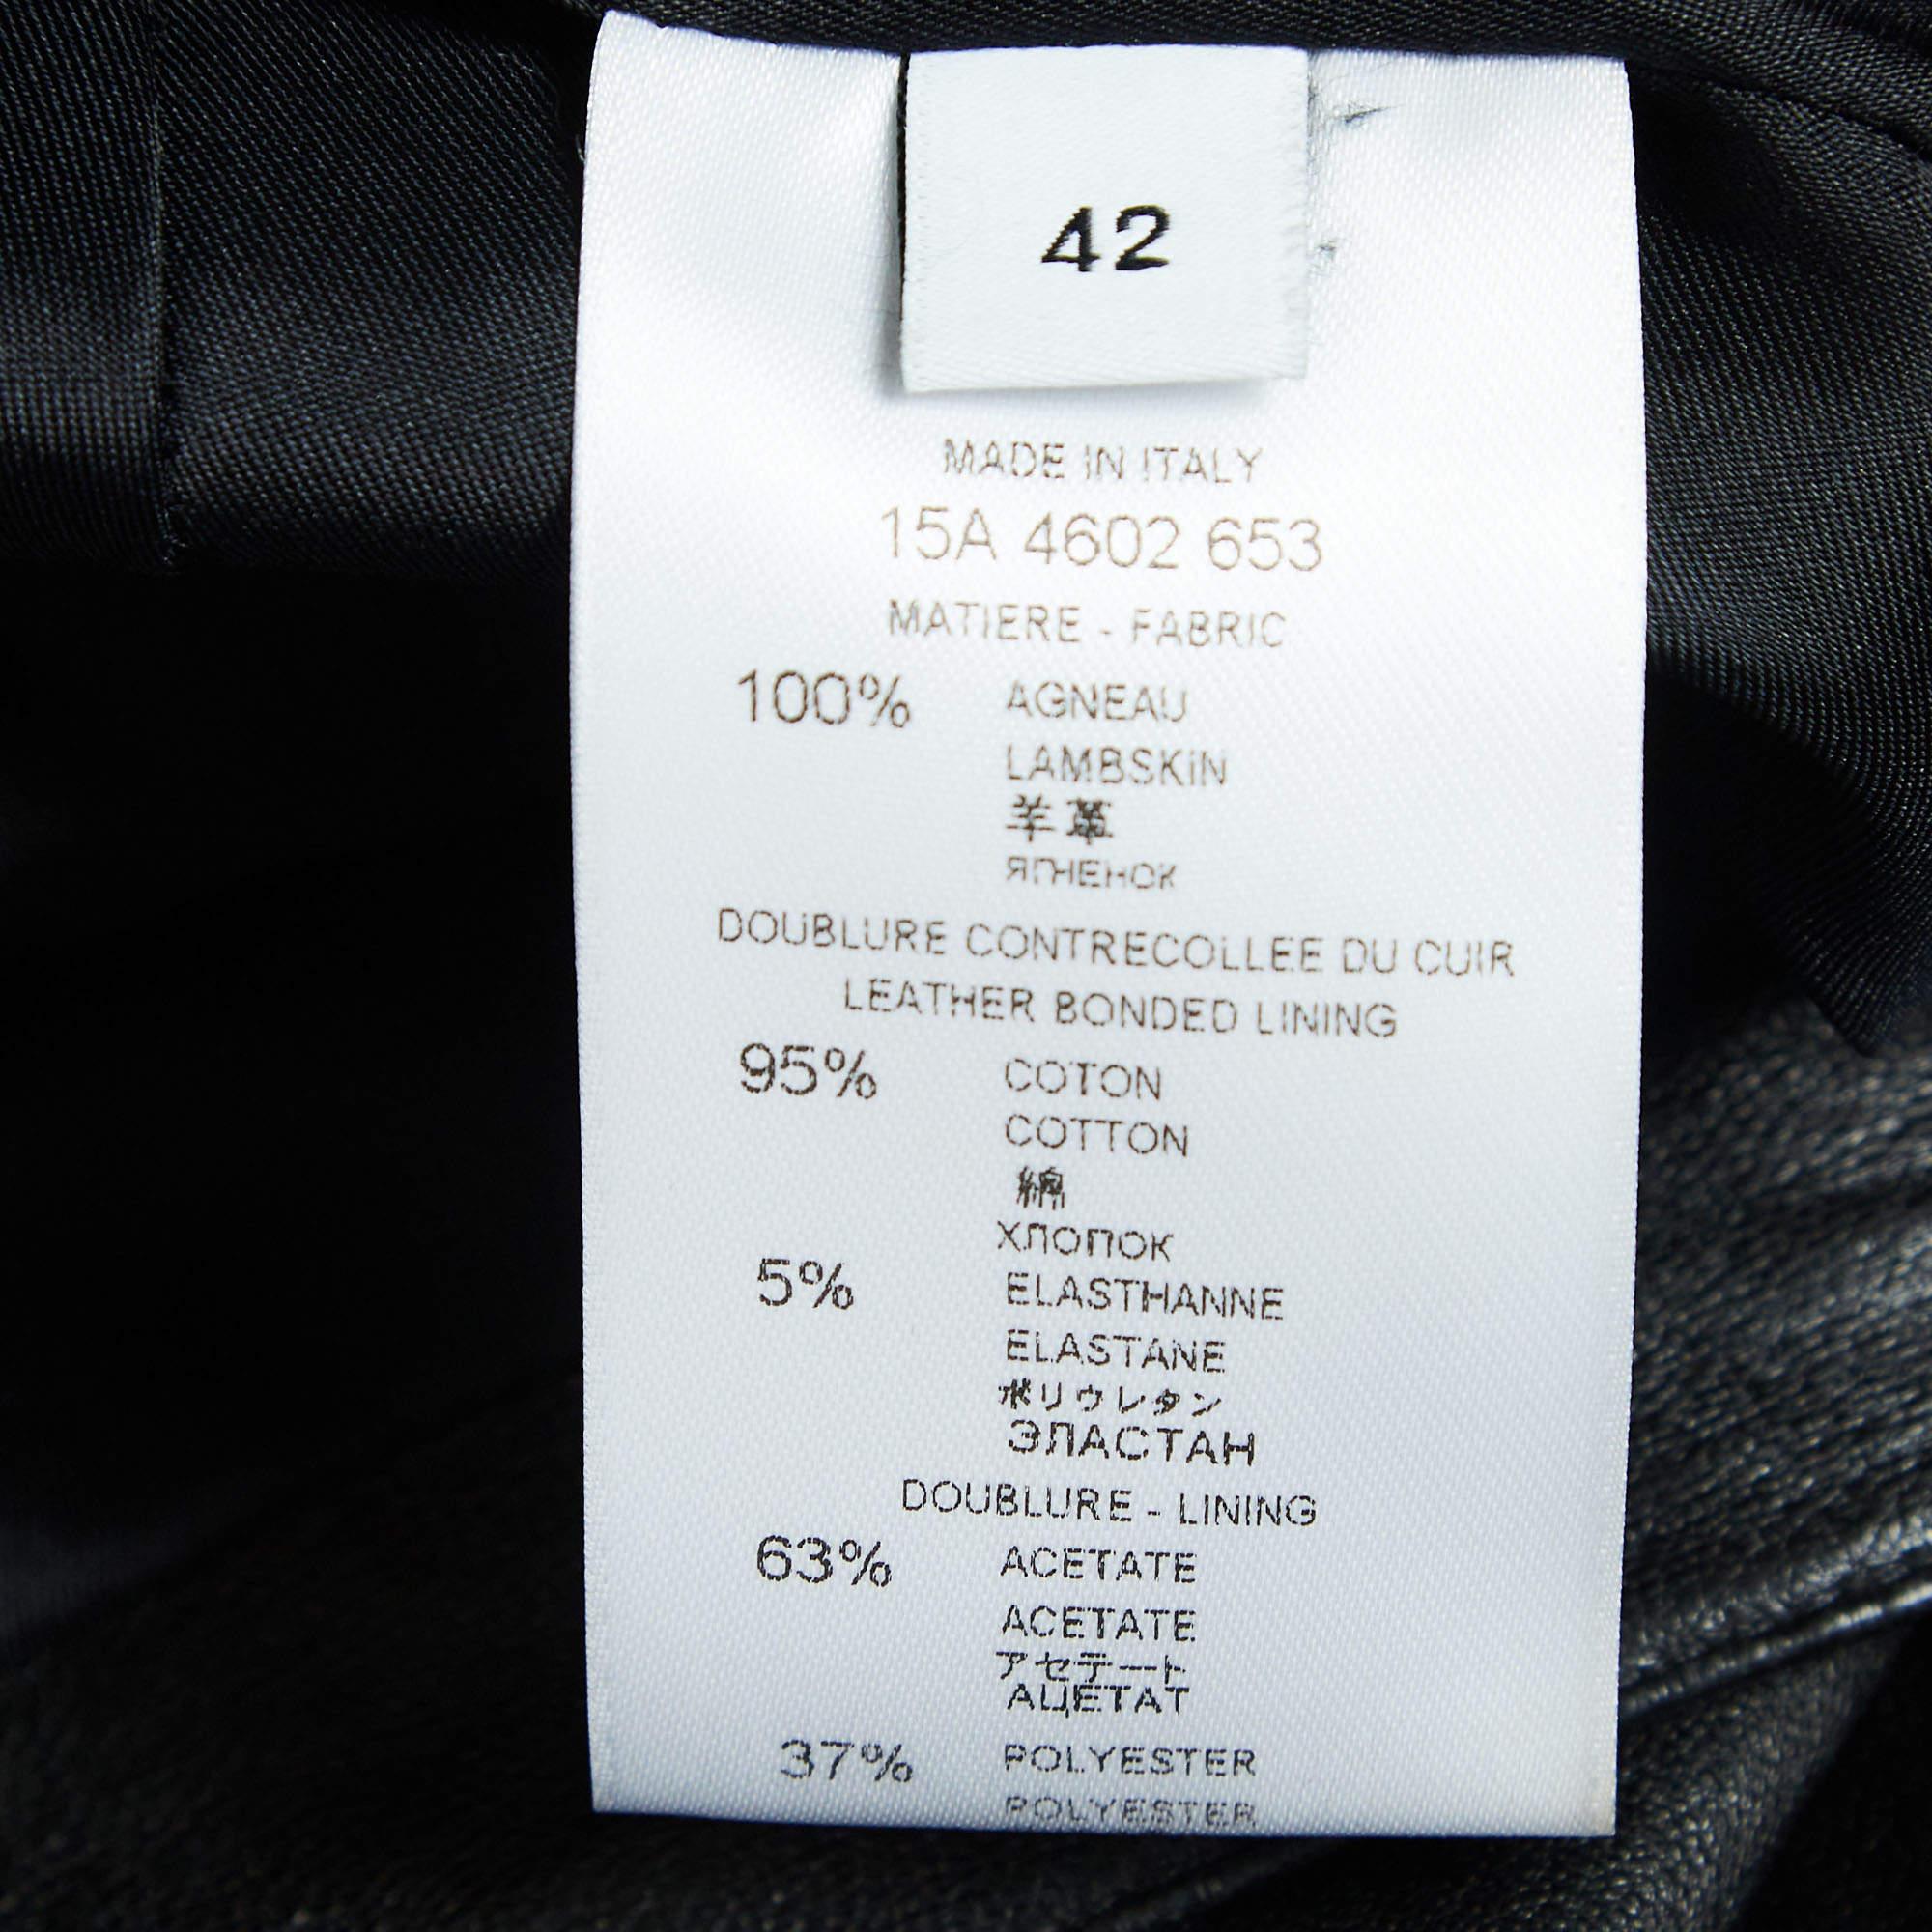 42
MADE IN ITALY
15A 4602 653
MATIERE - FABRIC
100% AGNEAU
LAMBSKIN
羊革
ЯГНЕНОК
DOUBLURE CONTRECOLLEE DU CUIR
LEATHER BONDED LINING
95% COTON
COTTON
綿
ХЛОПОК
5% ELASTHANNE
ELASTANE
ポリウレタン
ЭЛАСТАН
DOUBLURE - LINING
63% ACETATE
ACETATE
アセテート
АЦЕТАТ
37% POLYESTER
POLYESTER